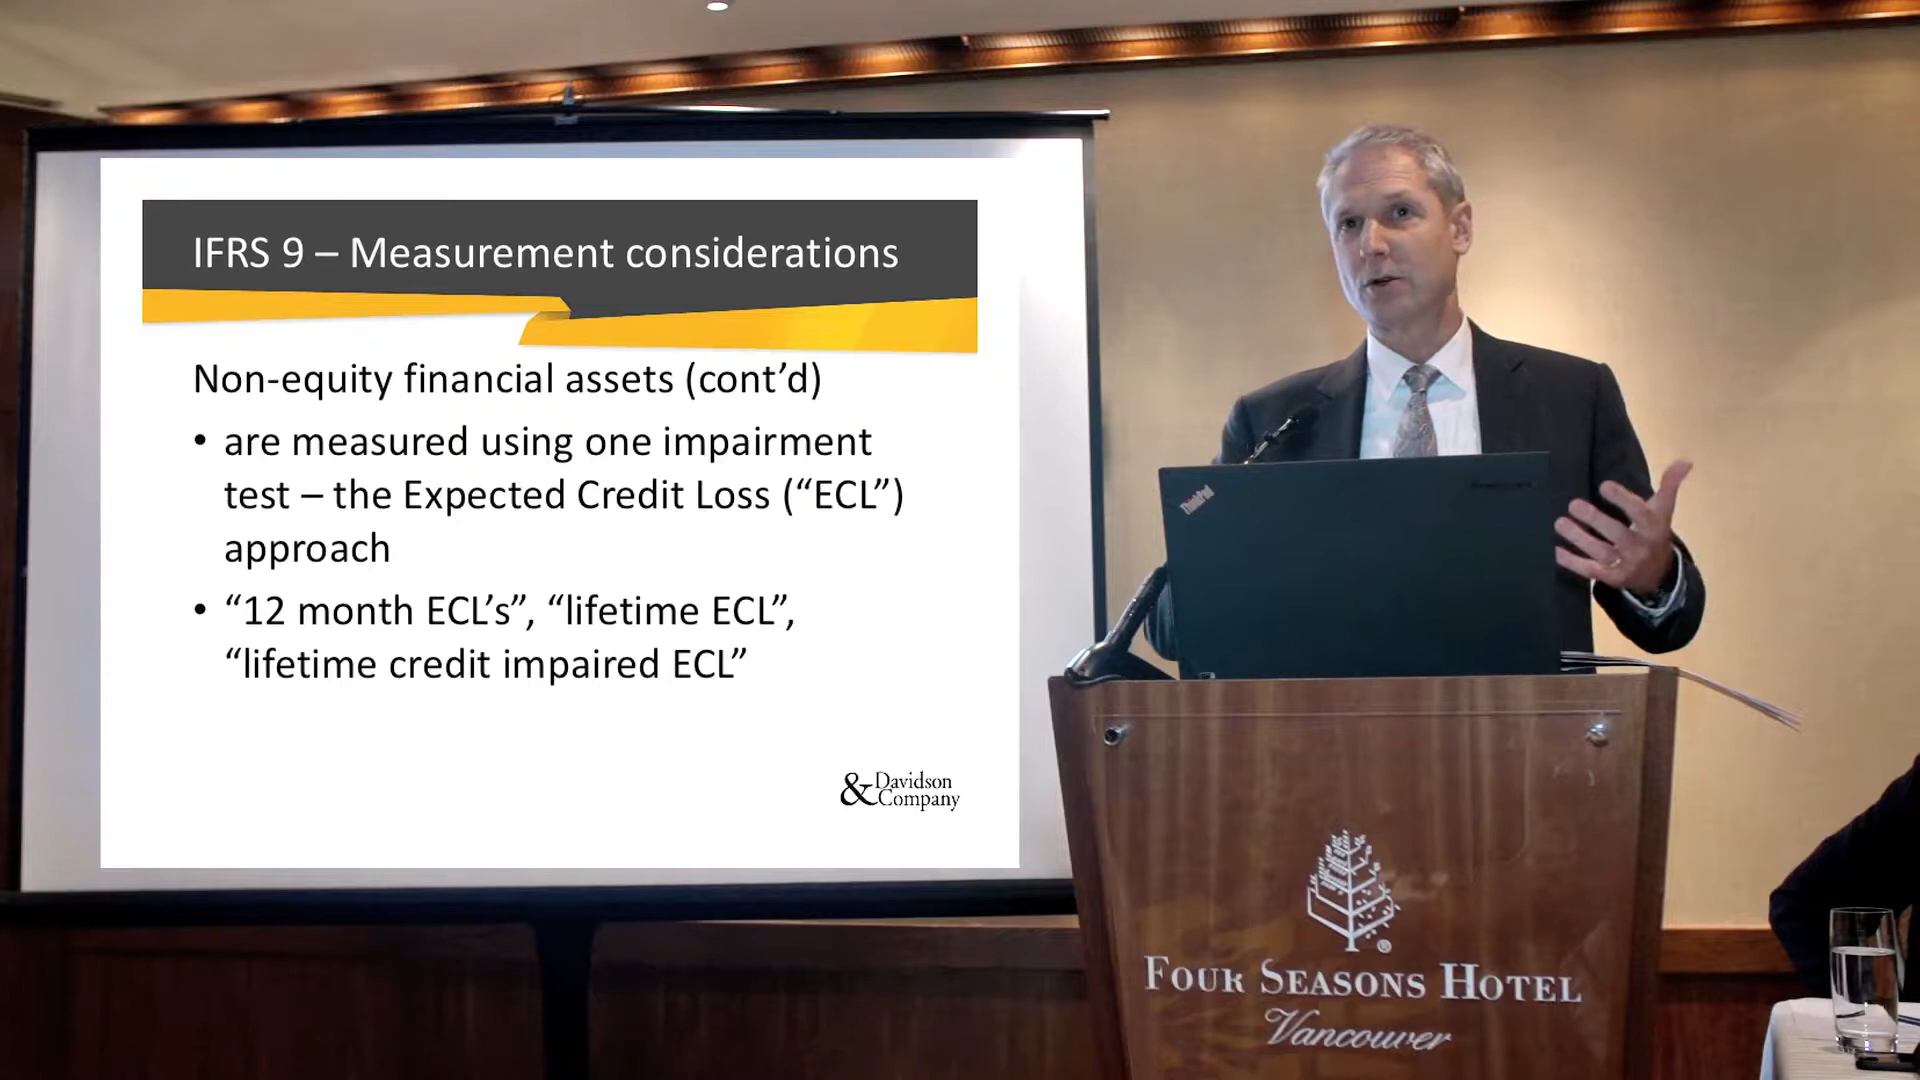 IFRS 9 – Measurement considerations
Non-equity financial assets (cont’d)
• are measured using one impairment
test – the Expected Credit Loss (“ECL”)
approach
• “12 month ECL’s”, “lifetime ECL”,
“lifetime credit impaired ECL”
& Davidson
Company
ThinkPad
FOUR SEASONS HOTEL
Vancouver